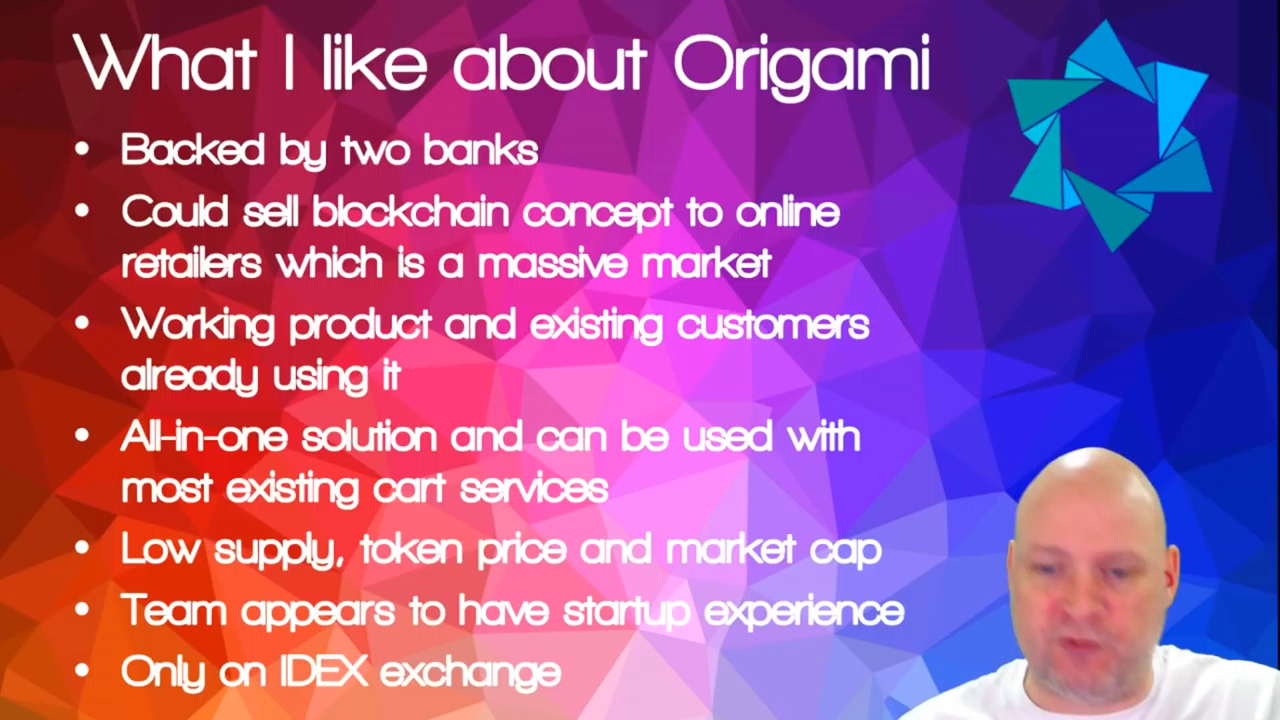 What I like about Origami
• Backed by two banks
• Could sell blockchain concept to online
retailers which is a massive market
• Working product and existing customers
already using it
• All-in-one solution and can be used with
most existing cart services
• Low supply, token price and market cap
• Team appears to have startup experience
• Only on IDEX exchange